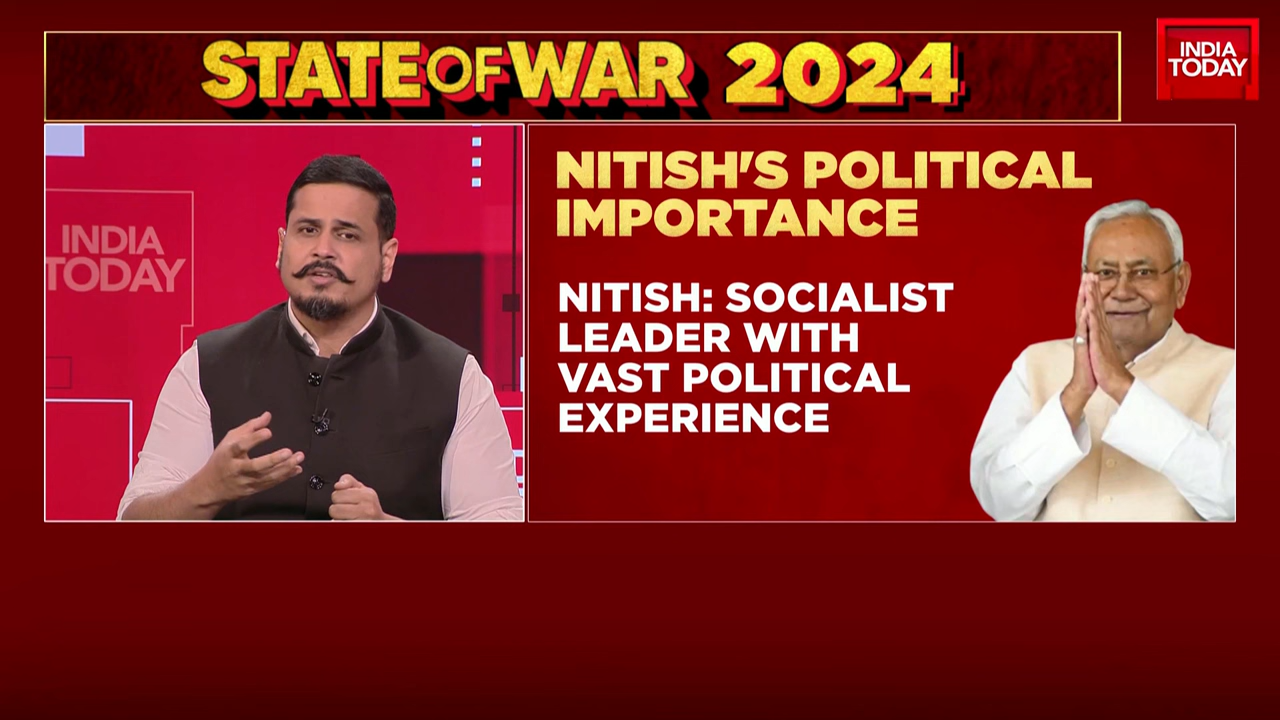 STATE OF WAR 2024
INDIA
TODAY
INDIA
TODAY
NITISH'S POLITICAL
IMPORTANCE
NITISH: SOCIALIST
LEADER WITH
VAST POLITICAL
EXPERIENCE